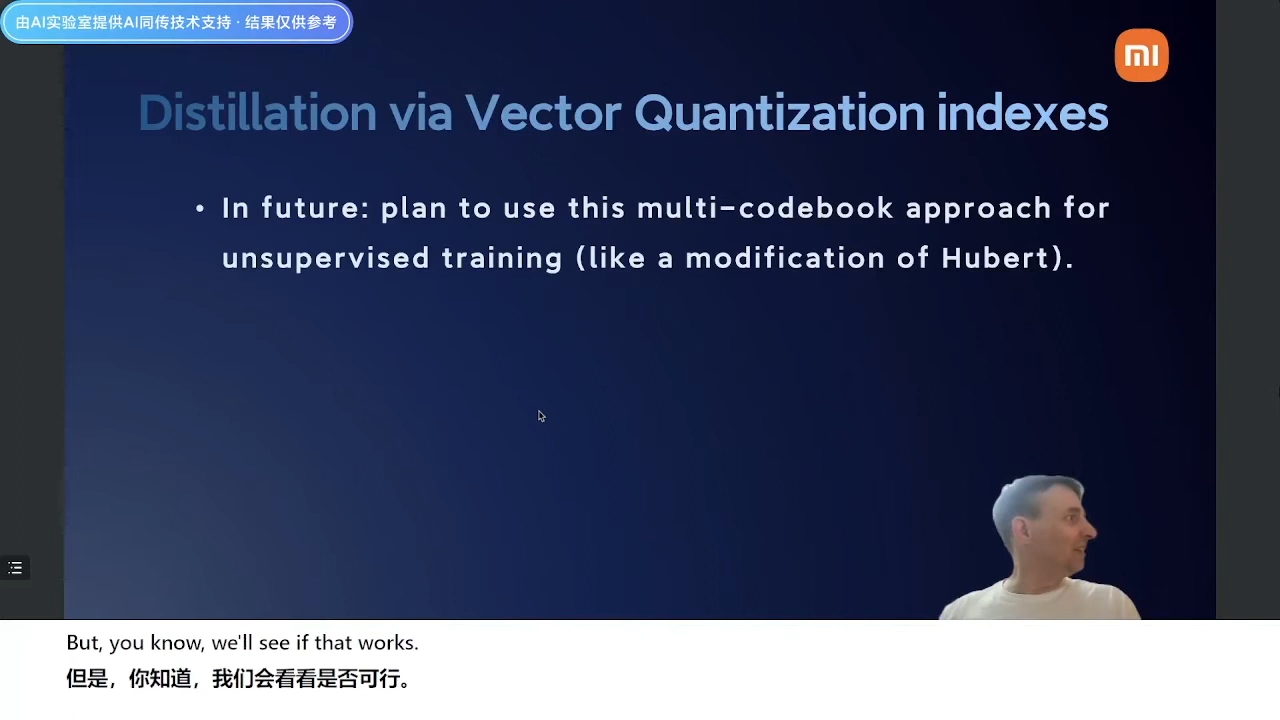 由AI实验室提供AI同传技术支持 · 结果仅供参考
Distillation via Vector Quantization indexes
• In future: plan to use this multi-codebook approach for
unsupervised training (like a modification of Hubert).
But, you know, we'll see if that works.
但是，你知道，我们会看看是否可行。